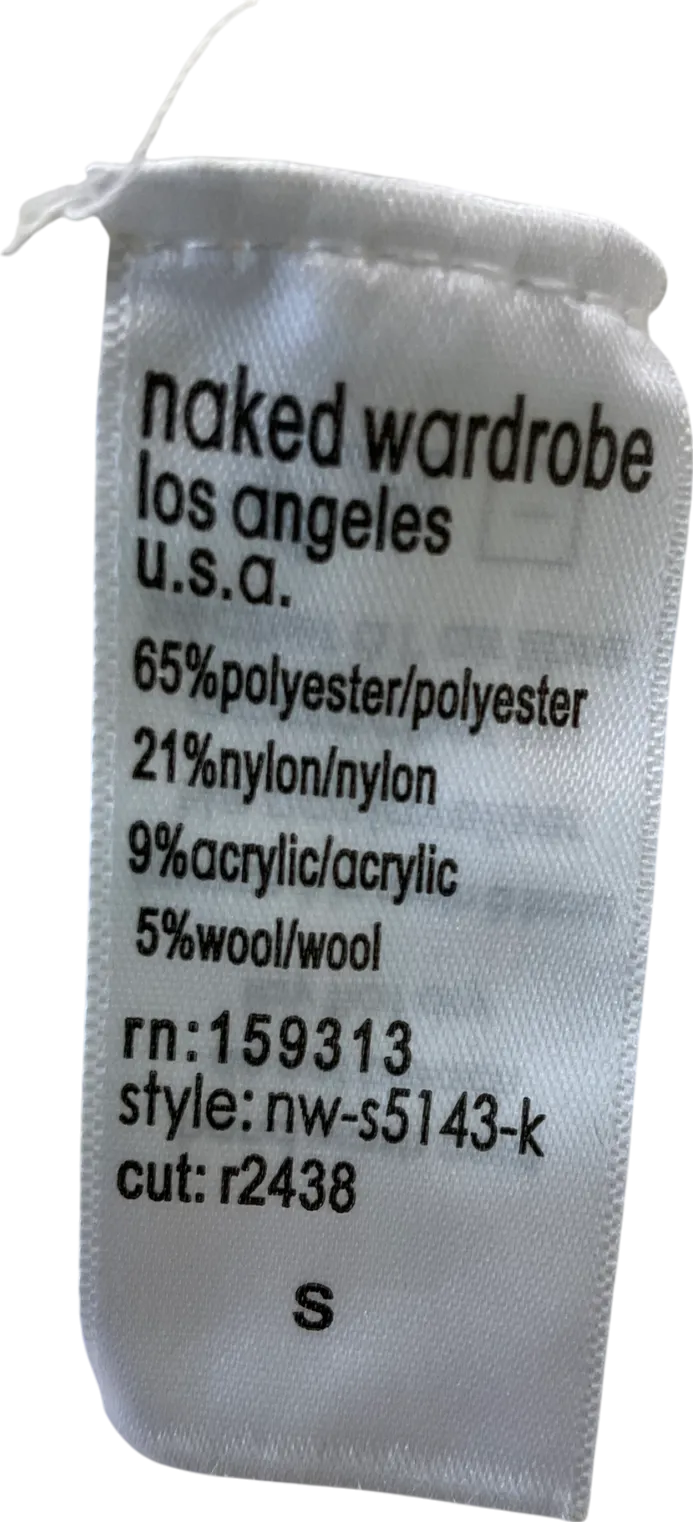 naked wardrobe
los angeles
u.s.a.
65%polyester/polyester
21%nylon/nylon
9%acrylic/acrylic
5%wool/wool
rn:159313
style: nw-s5143-k
cut: r2438
s